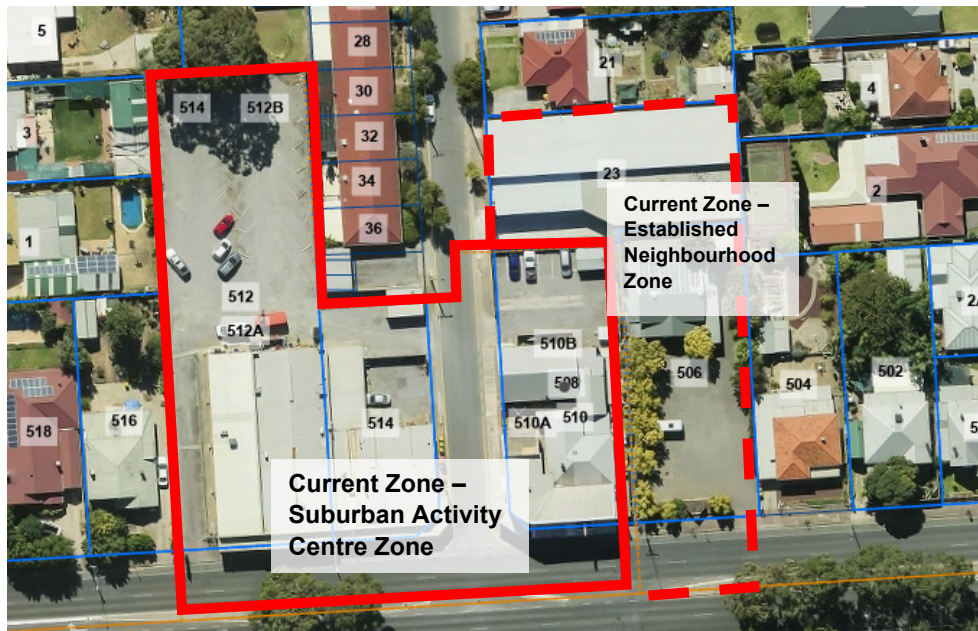 5
28
21
30
4
514
512B
3
32
23
34
2
36
1
Current Zone –
Established
Neighbourhood
Zone
512
512A
510B
508
506
504
502
518
516
514
510A
510
Current Zone –
Suburban Activity
Centre Zone